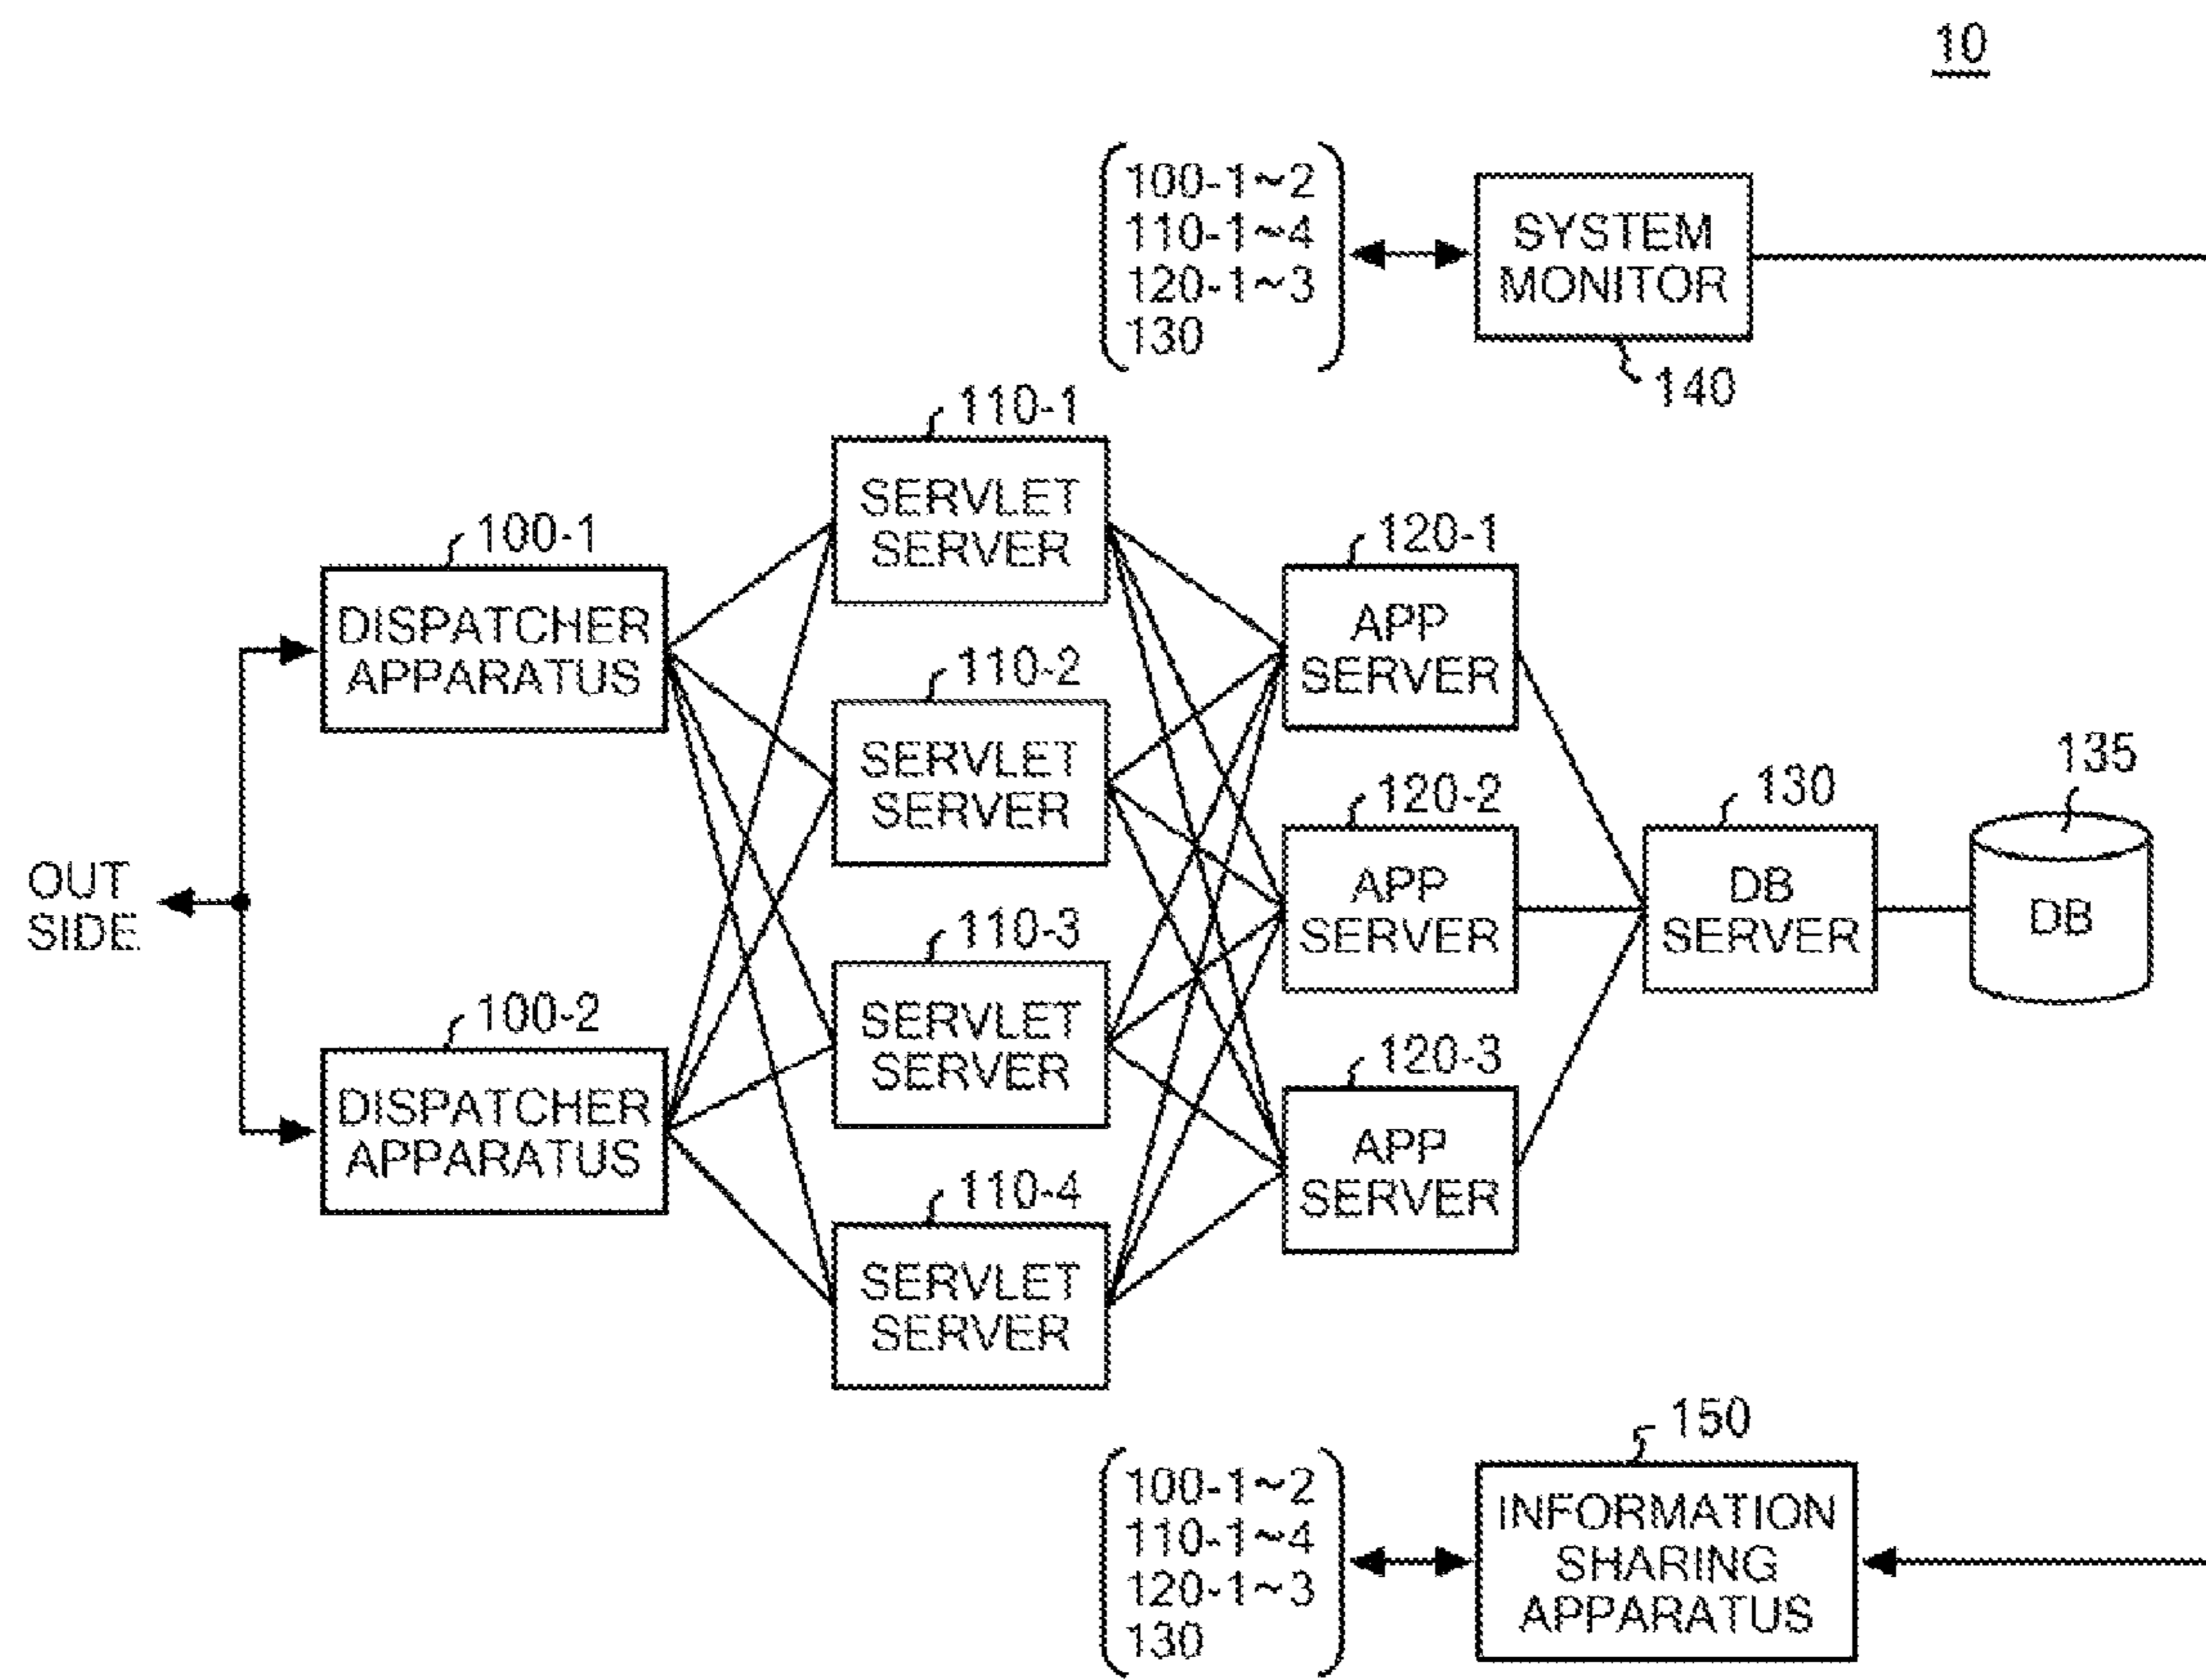 10
100-1~2
110-1~4
120-1~3
130
SYSTEM
MONITOR
140
110-1
SERVLET
SERVER
100-1
DISPATCHER
APPARATUS
120-1
APP
SERVER
110-2
SERVLET
SERVER
135
DB
130
DB
SERVER
120-2
APP
SERVER
OUT
SIDE
110-3
SERVLET
SERVER
100-2
DISPATCHER
APPARATUS
120-3
APP
SERVER
110-4
SERVLET
SERVER
150
100-1~2
110-1~4
120-1~3
130
INFORMATION
SHARING
APPARATUS